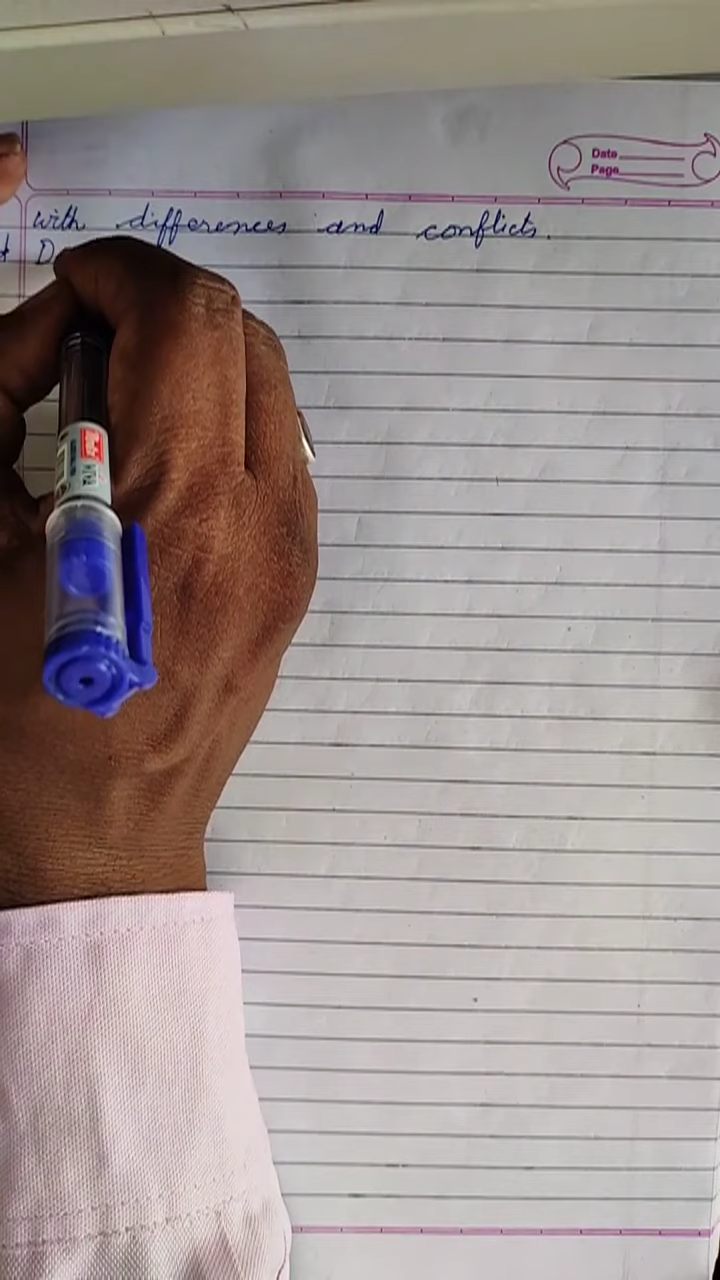 Date
Page
with differences and conflicts.
D